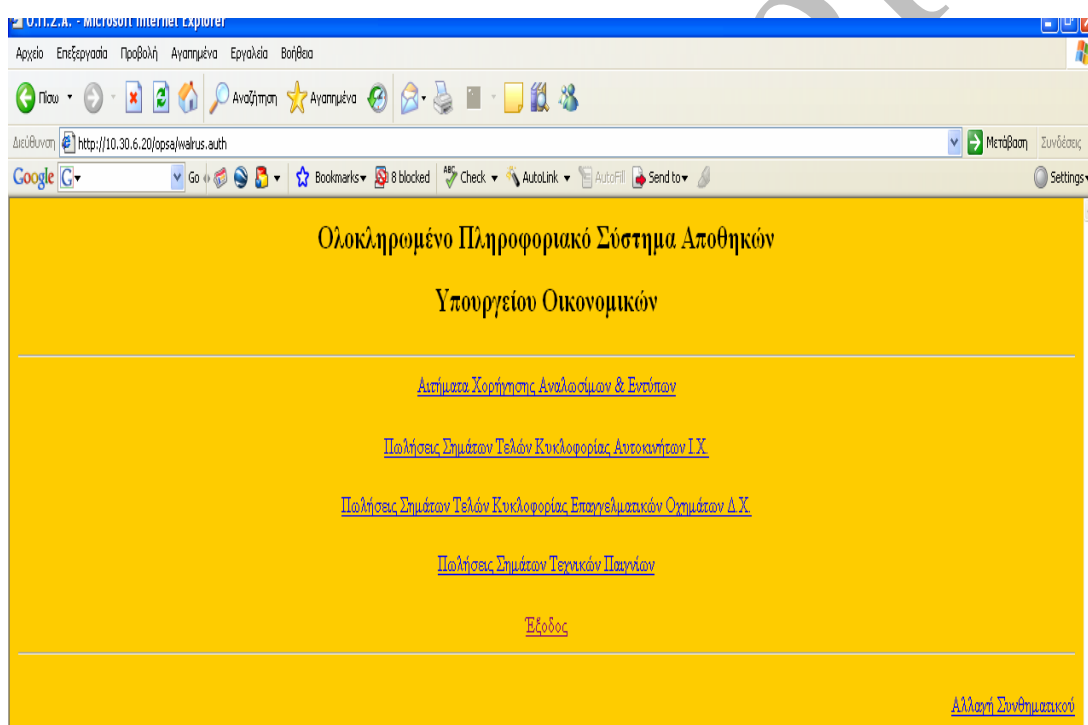 Ο.Π.Σ.Α. - Microsoft Internet Explorer
Αρχείο Επεξεργασία Προβολή Αγαπημένα Εργαλεία Βοήθεια
Πίσω Αναζήτηση Αγαπημένα
Διεύθυνση http://10.30.6.20/opsa/walrus.auth Μετάβαση Συνδέσεις
Google G Go Bookmarks 8 blocked ABC Check AutoLink AutoFill Send to Settings
Ολοκληρωμένο Πληροφοριακό Σύστημα Αποθηκών
Υπουργείου Οικονομικών
Αιτήματα Χορήγησης Αναλωσίμων & Εντύπων
Πωλήσεις Σημάτων Τελών Κυκλοφορίας Αυτοκινήτων Ι.Χ.
Πωλήσεις Σημάτων Τελών Κυκλοφορίας Επαγγελματικών Οχημάτων Δ.Χ.
Πωλήσεις Σημάτων Τεχνικών Παιγνίων
Έξοδος
Αλλαγή Συνθηματικού